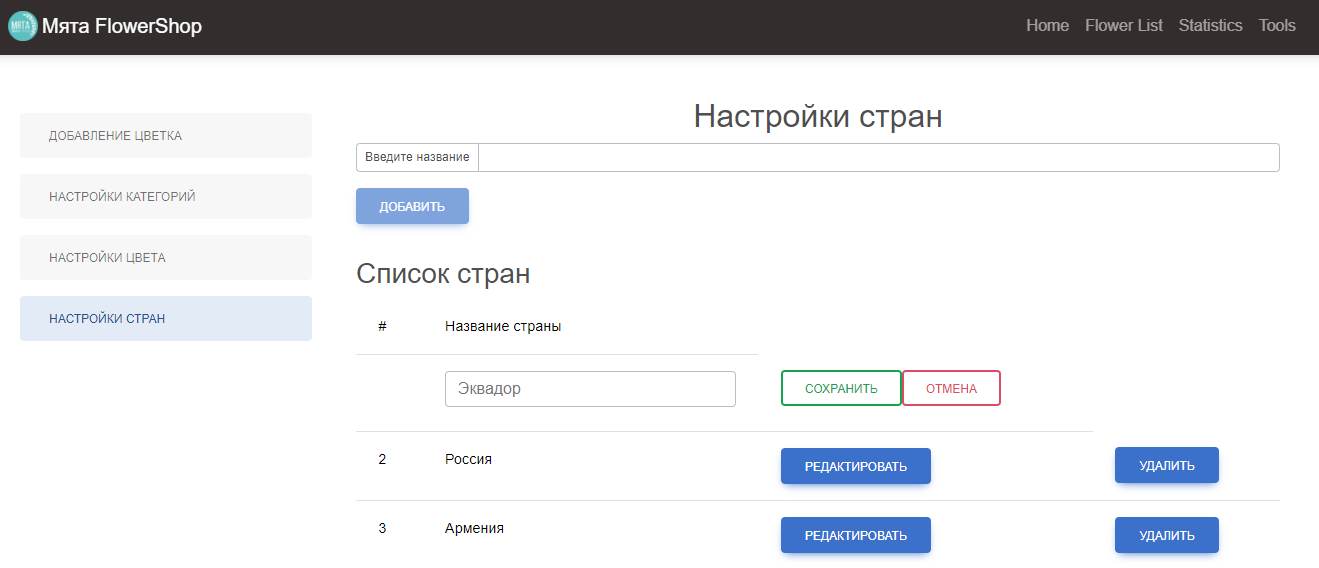 МЯТА
Мята FlowerShop
Home Flower List Statistics Tools
ДОБАВЛЕНИЕ ЦВЕТКА
НАСТРОЙКИ КАТЕГОРИЙ
НАСТРОЙКИ ЦВЕТА
НАСТРОЙКИ СТРАН
Настройки стран
Введите название
ДОБАВИТЬ
Список стран
# Название страны
Эквадор СОХРАНИТЬ ОТМЕНА
2 Россия РЕДАКТИРОВАТЬ УДАЛИТЬ
3 Армения РЕДАКТИРОВАТЬ УДАЛИТЬ